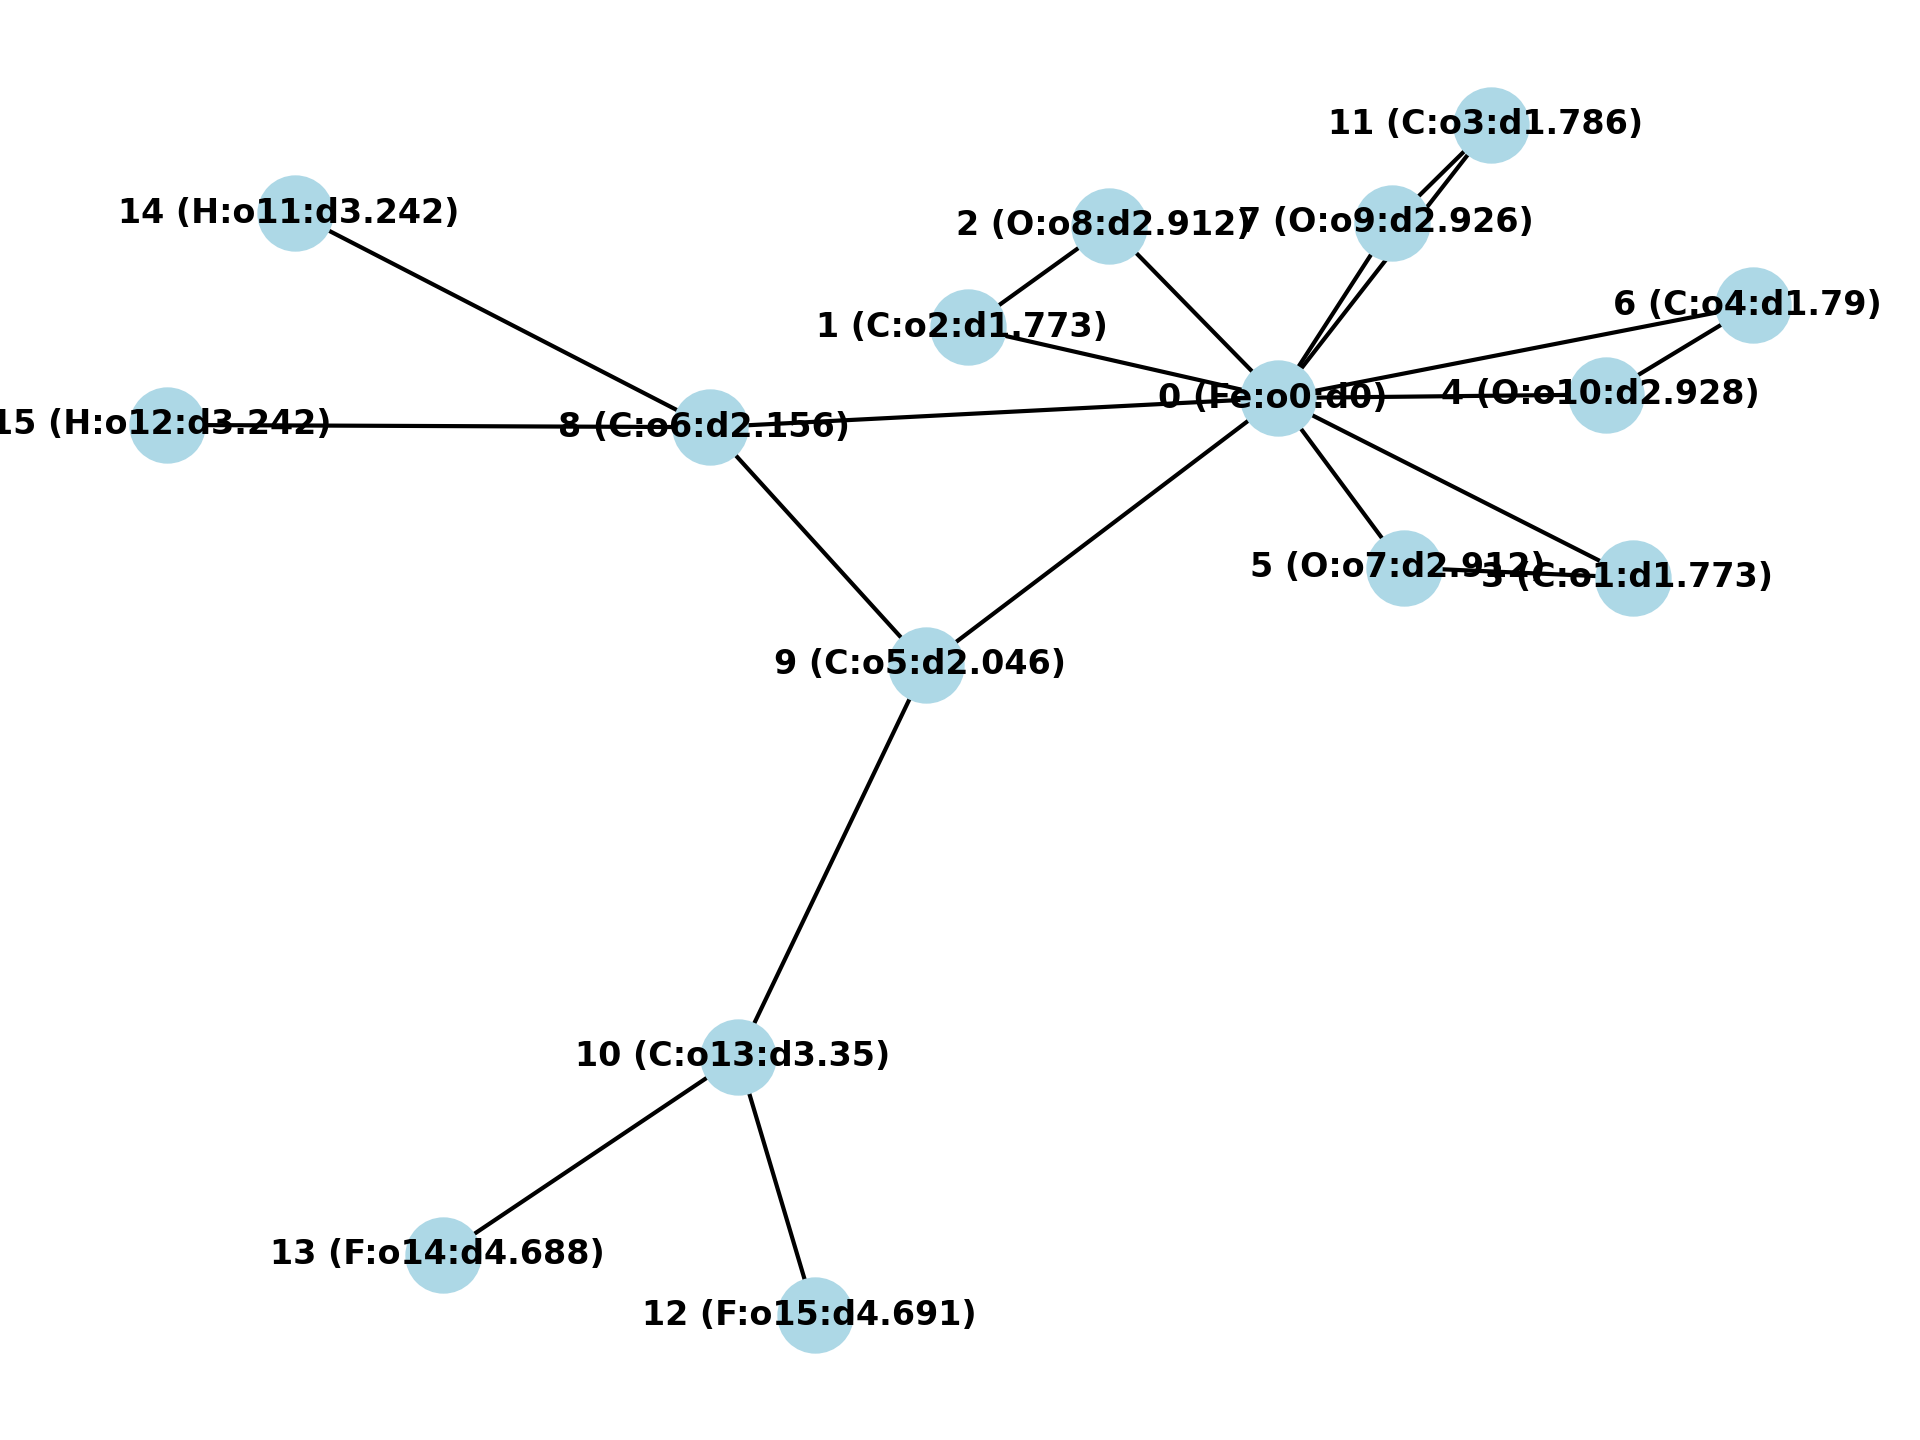 11 (C:o3:d1.786)
14 (H:o11:d3.242)
2 (O:o8:d2.912)
7 (O:o9:d2.926)
6 (C:o4:d1.79)
1 (C:o2:d1.773)
0 (Fe:o0:d0)
4 (O:o10:d2.928)
15 (H:o12:d3.242)
8 (C:o6:d2.156)
5 (O:o7:d2.912)
3 (C:o1:d1.773)
9 (C:o5:d2.046)
10 (C:o13:d3.35)
13 (F:o14:d4.688)
12 (F:o15:d4.691)